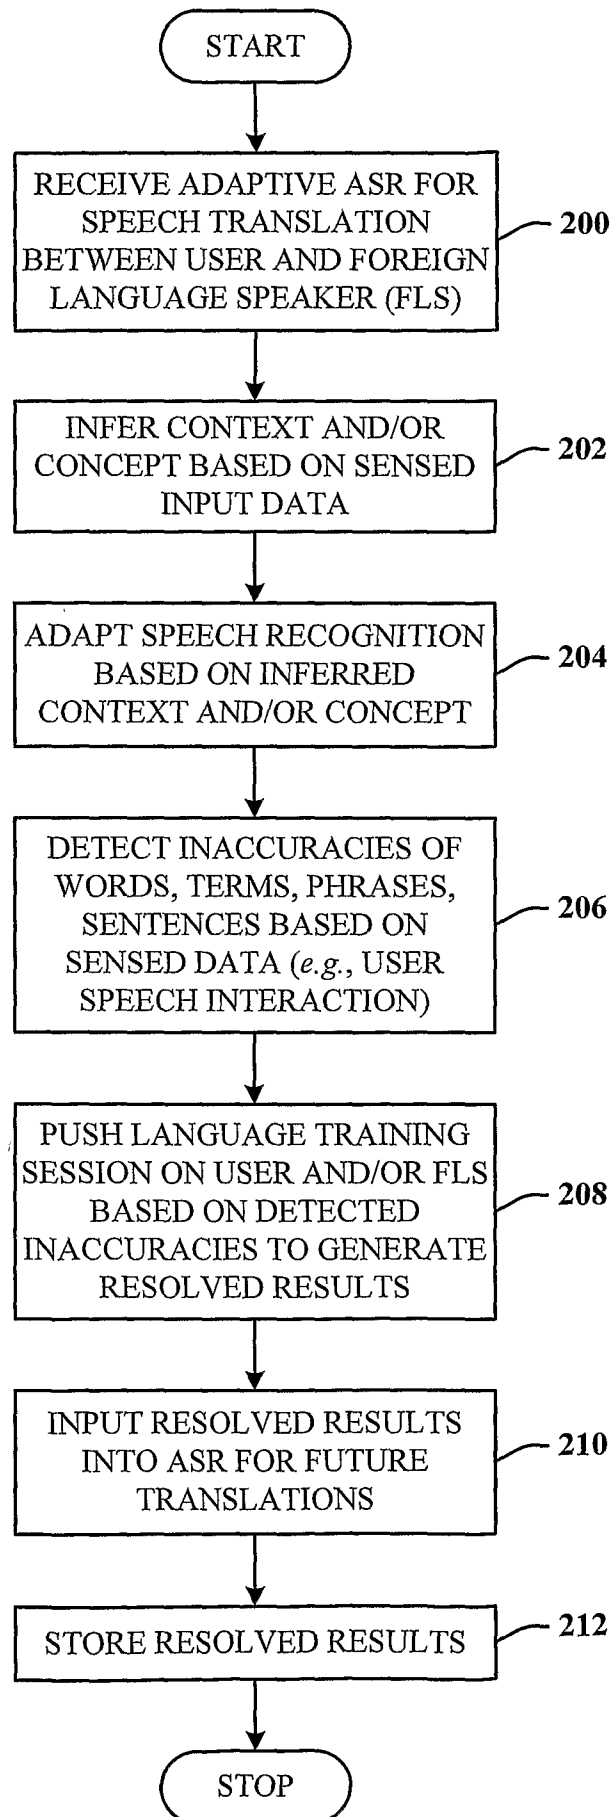 START
RECEIVE ADAPTIVE ASR FOR
SPEECH TRANSLATION
BETWEEN USER AND FOREIGN
LANGUAGE SPEAKER (FLS)
200
INFER CONTEXT AND/OR
CONCEPT BASED ON SENSED
INPUT DATA
202
ADAPT SPEECH RECOGNITION
BASED ON INFERRED
CONTEXT AND/OR CONCEPT
204
DETECT INACCURACIES OF
WORDS, TERMS, PHRASES,
SENTENCES BASED ON
SENSED DATA (e.g., USER
SPEECH INTERACTION)
206
PUSH LANGUAGE TRAINING
SESSION ON USER AND/OR FLS
BASED ON DETECTED
INACCURACIES TO GENERATE
RESOLVED RESULTS
208
INPUT RESOLVED RESULTS
INTO ASR FOR FUTURE
TRANSLATIONS
210
STORE RESOLVED RESULTS
212
STOP